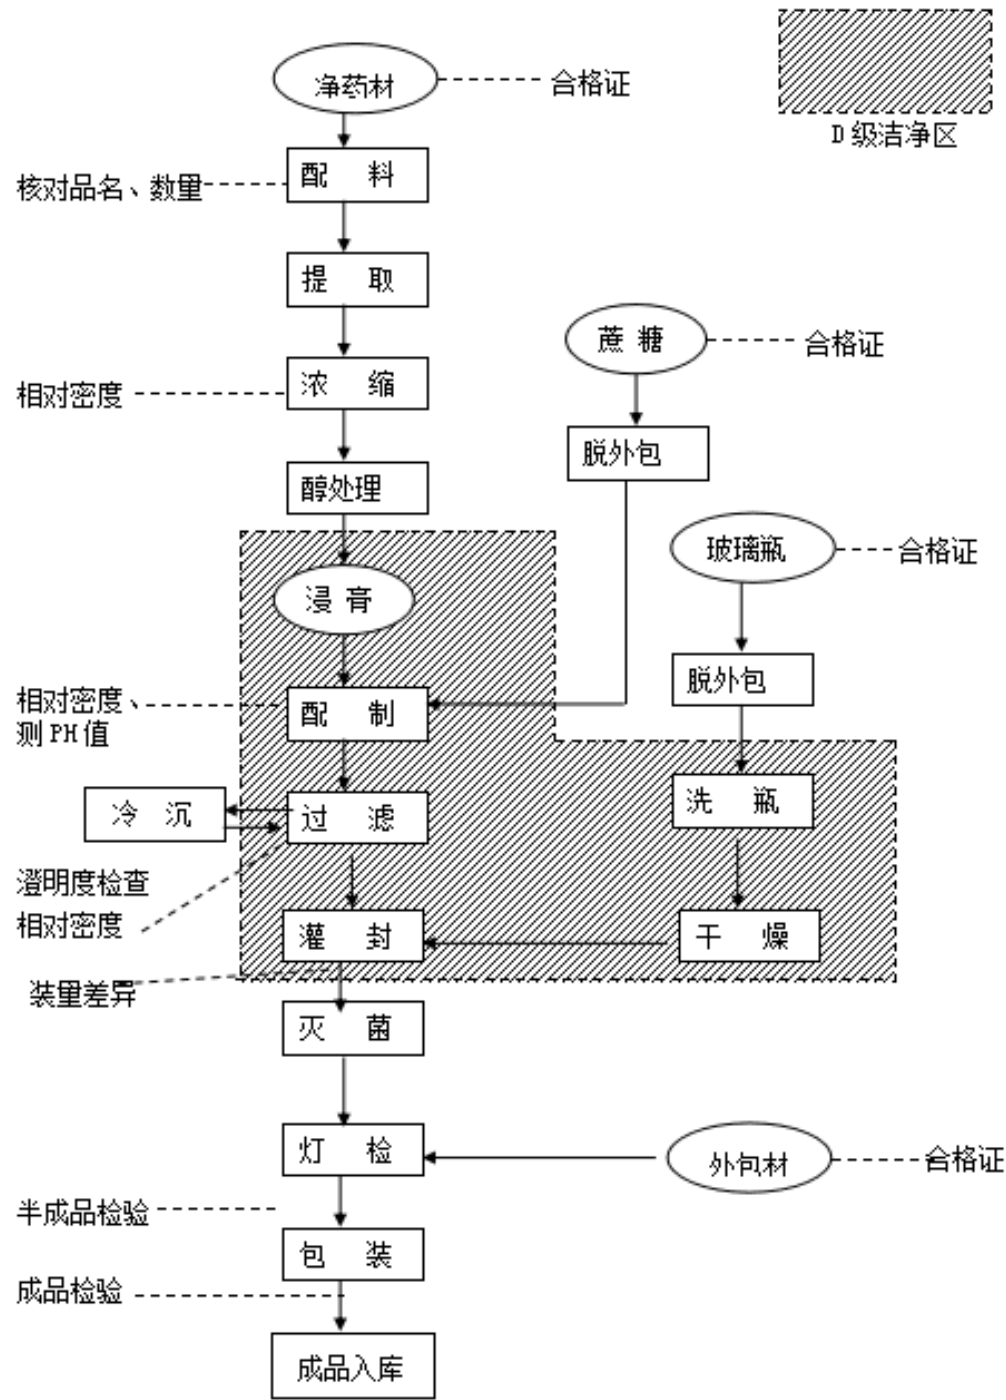 净药材
合格证
D 级洁净区
配 料
核对品名、数量
提 取
蔗 糖
合格证
浓 缩
相对密度
脱外包
醇处理
玻璃瓶
合格证
浸 膏
脱外包
相对密度、
测 PH 值
配 制
洗 瓶
冷 沉
过 滤
澄明度检查
相对密度
灌 封
干 燥
装量差异
灭 菌
灯 检
外包材
合格证
半成品检验
包 装
成品检验
成品入库